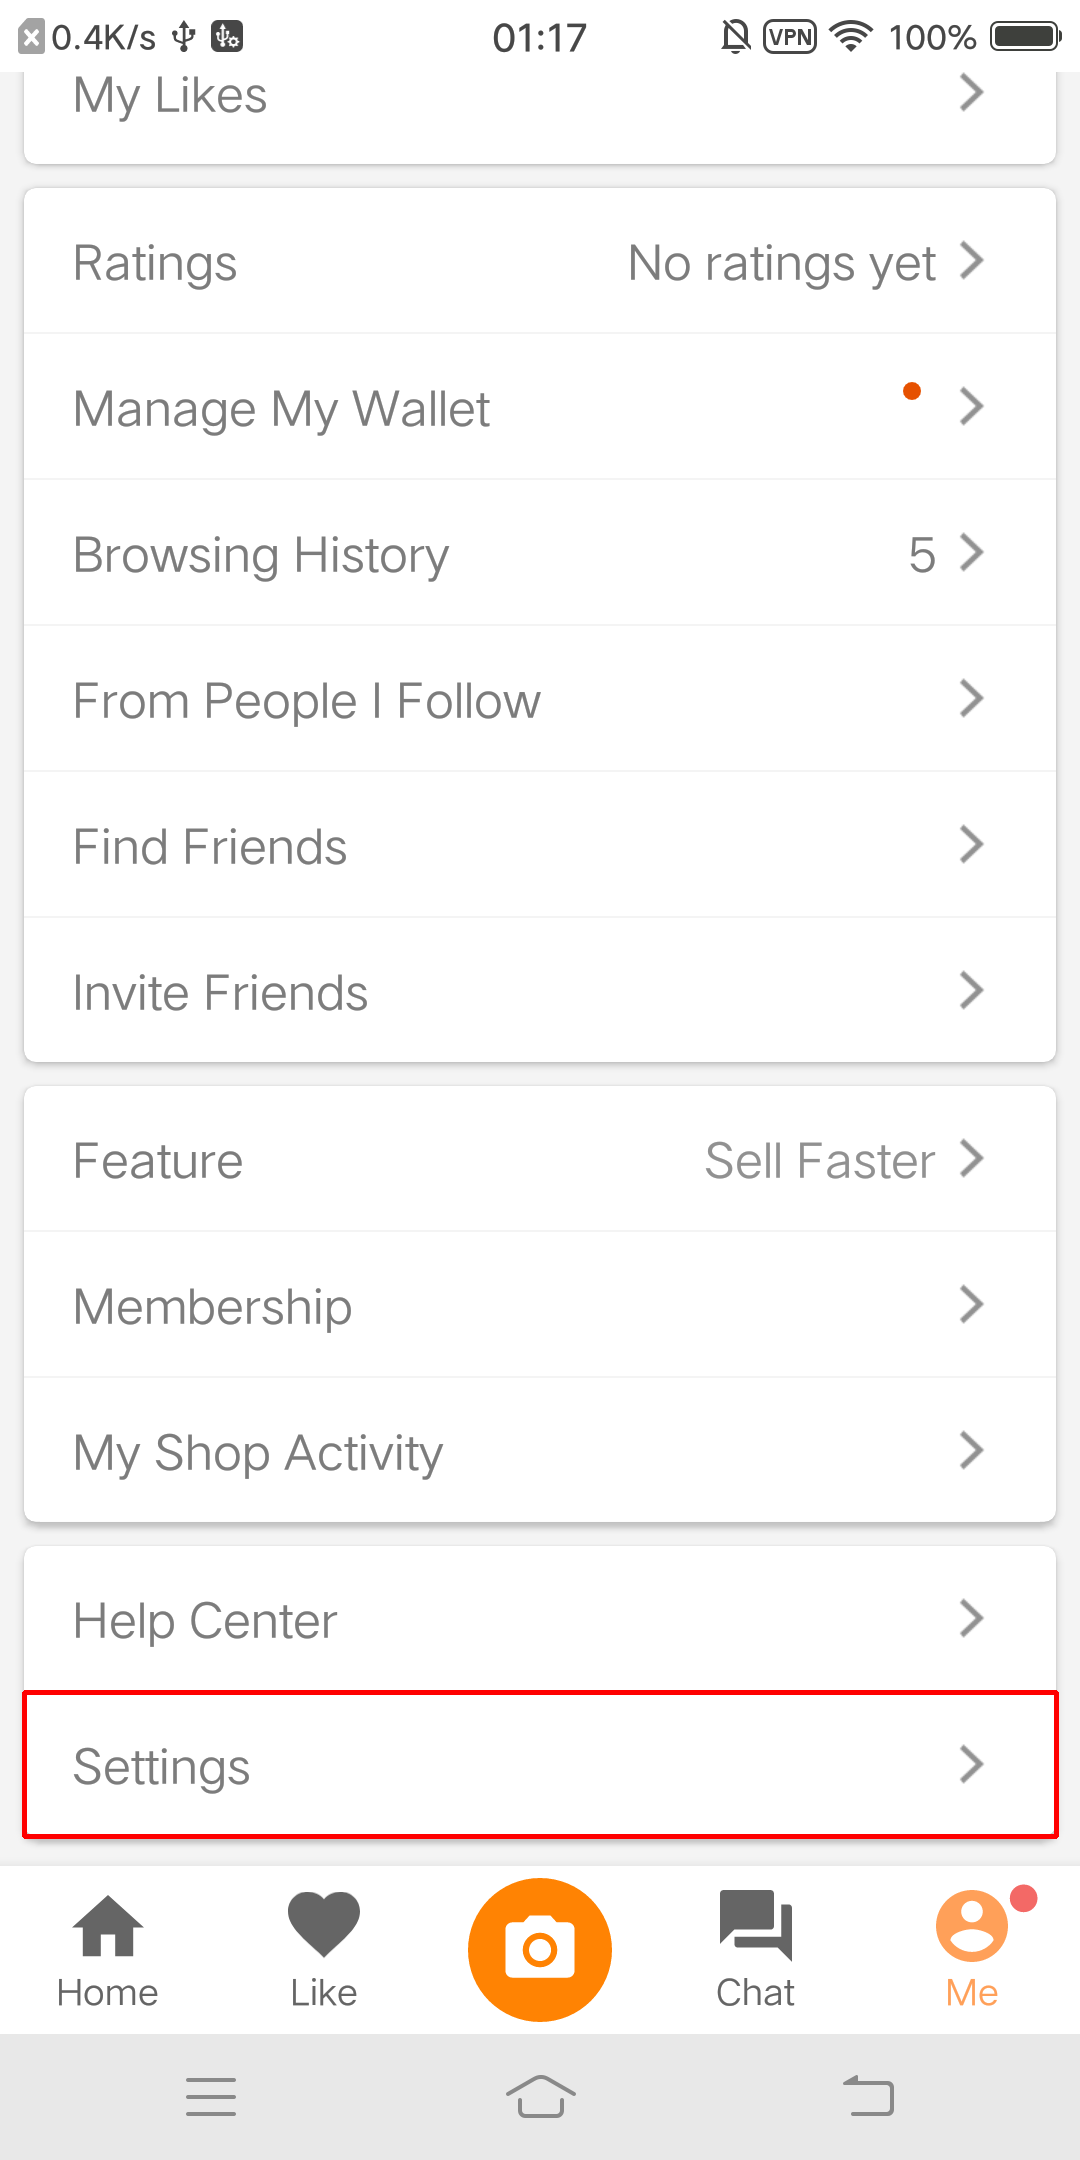 0.4K/s 01:17 VPN 100%
My Likes
Ratings No ratings yet
Manage My Wallet
Browsing History 5
From People I Follow
Find Friends
Invite Friends
Feature Sell Faster
Membership
My Shop Activity
Help Center
Settings
Home Like Chat Me